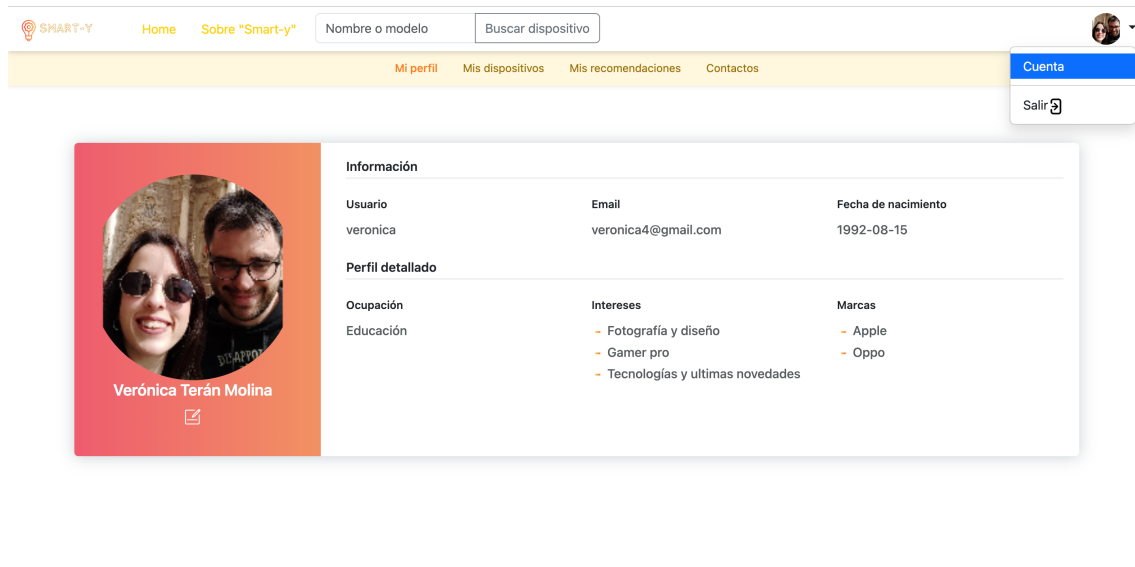 SMART-Y
Home
Sobre "Smart-y"
Nombre o modelo
Buscar dispositivo
Cuenta
Salir
Mi perfil
Mis dispositivos
Mis recomendaciones
Contactos
Verónica Terán Molina
Información
Usuario
Email
Fecha de nacimiento
veronica
veronica4@gmail.com
1992-08-15
Perfil detallado
Ocupación
Intereses
Marcas
Educación
Fotografía y diseño
Gamer pro
Tecnologías y ultimas novedades
Apple
Oppo